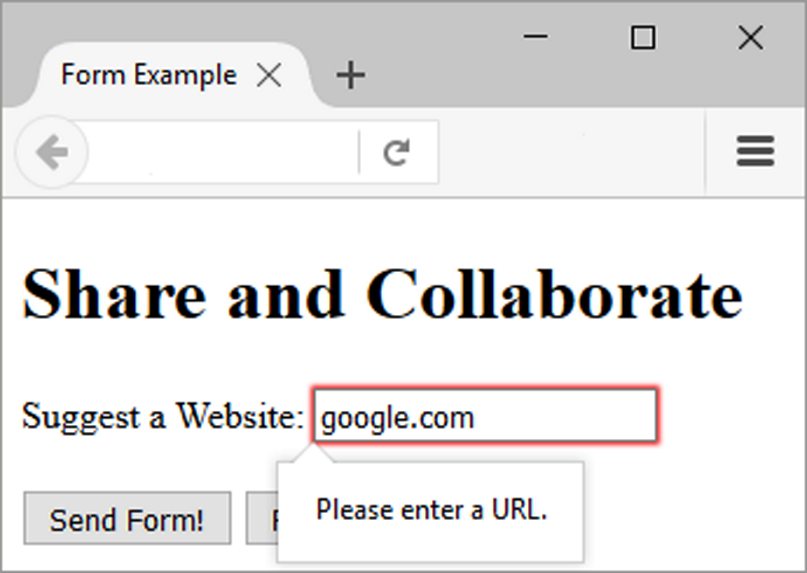 Form Example
Share and Collaborate
Suggest a Website: google.com
Please enter a URL.
Send Form!